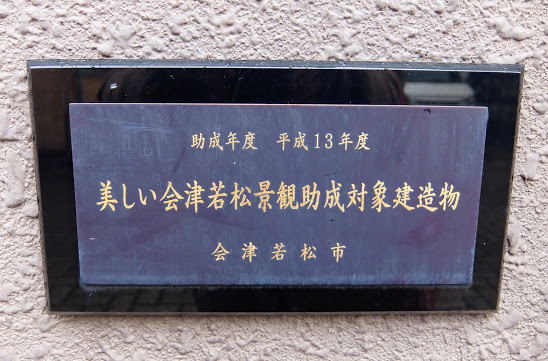 助成年度 平成13年度
美しい会津若松景観助成対象建造物
会津若松市